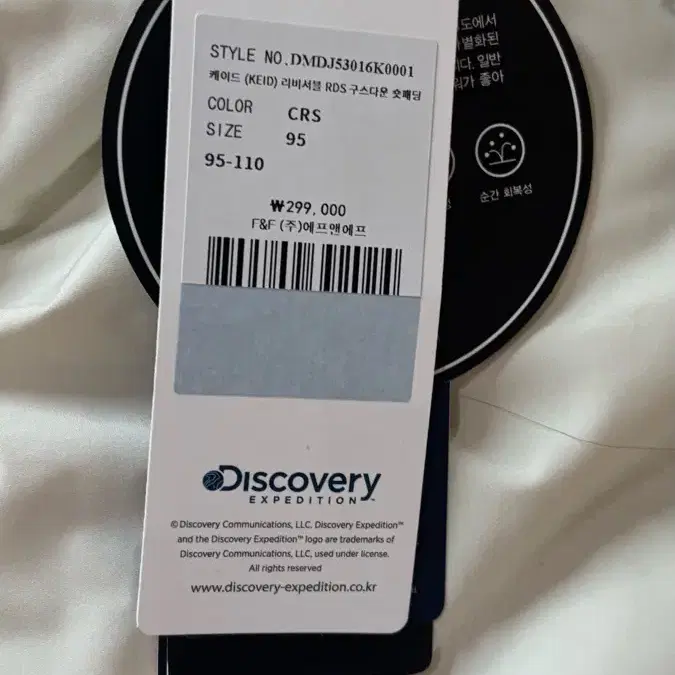 STYLE NO.DMDJ53016K0001
케이드 (KEID) 리버서블 RDS 구스다운 숏패딩
COLOR CRS
SIZE 95
95-110
₩299,000
F&F (주)에프앤에프
도에서
별화된
다. 일반
워가 좋아
순간 회복성
DISCOVERY
EXPEDITION™
© Discovery Communications, LLC. Discovery Expedition™
and the Discovery Expedition™ logo are trademarks of
Discovery Communications, LLC, used under license.
All rights reserved
www.discovery-expedition.co.kr